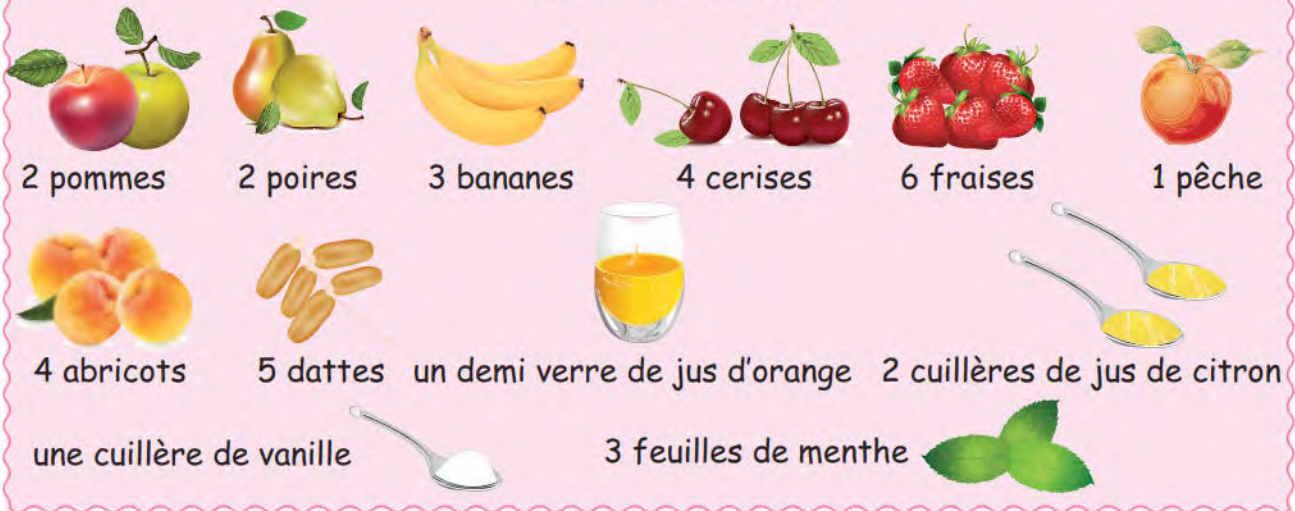 2 pommes 2 poires 3 bananes 4 cerises 6 fraises 1 pêche
4 abricots 5 dattes un demi verre de jus d'orange 2 cuillères de jus de citron
une cuillère de vanille 3 feuilles de menthe